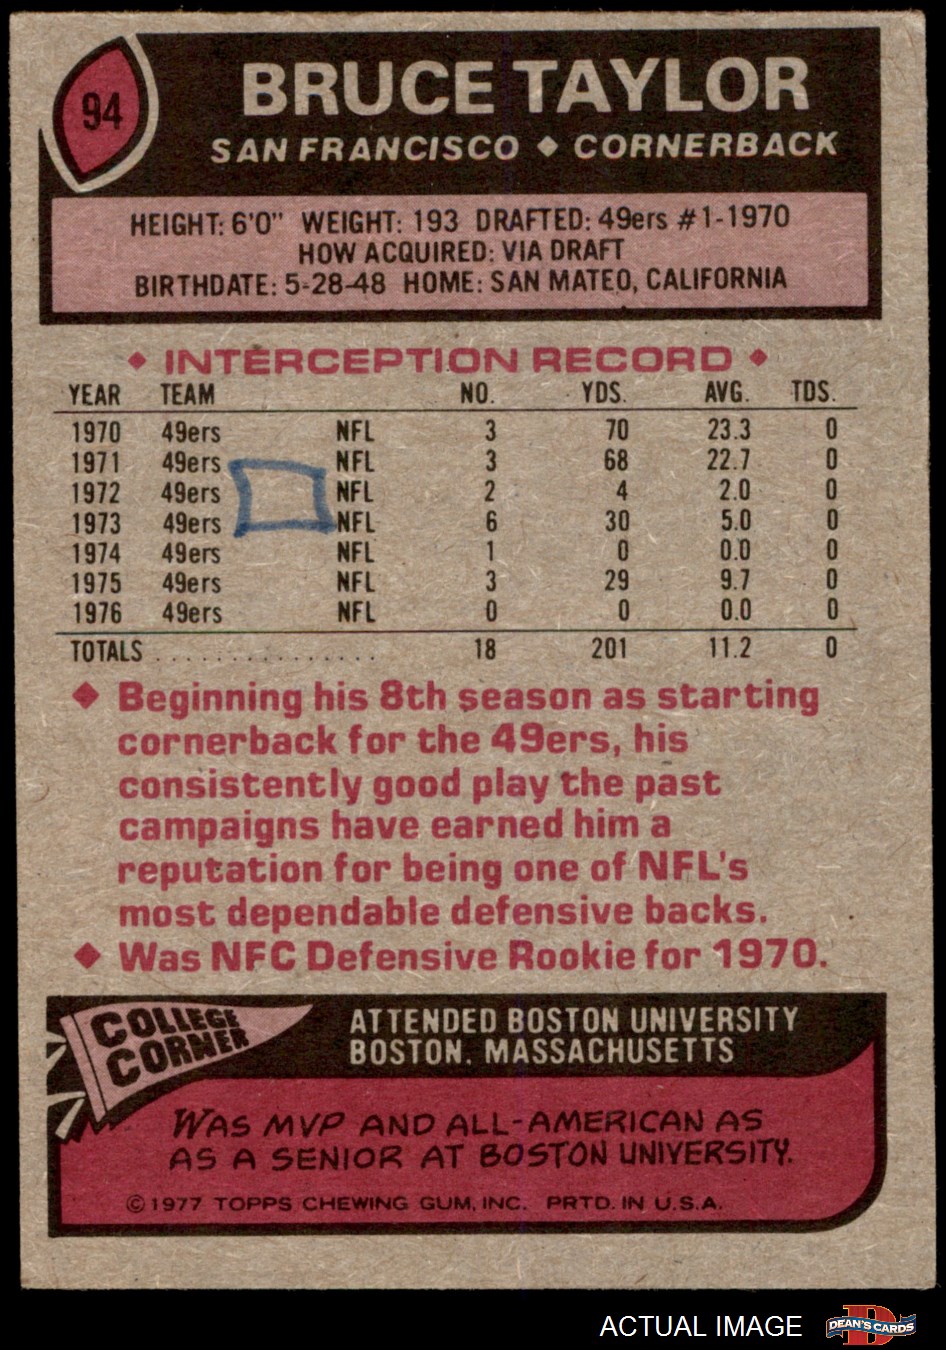 94
BRUCE TAYLOR
SAN FRANCISCO ◆ CORNERBACK
HEIGHT: 6'0" WEIGHT: 193 DRAFTED: 49ers #1-1970
HOW ACQUIRED: VIA DRAFT
BIRTHDATE: 5-28-48 HOME: SAN MATEO, CALIFORNIA
◆ INTERCEPTION RECORD ◆
YEAR TEAM NO. YDS. AVG. TDS.
1970 49ers NFL 3 70 23.3 0
1971 49ers NFL 3 68 22.7 0
1972 49ers NFL 2 4 2.0 0
1973 49ers NFL 6 30 5.0 0
1974 49ers NFL 1 0 0.0 0
1975 49ers NFL 3 29 9.7 0
1976 49ers NFL 0 0 0.0 0
TOTALS ................ 18 201 11.2 0
◆ Beginning his 8th season as starting
cornerback for the 49ers, his
consistently good play the past
campaigns have earned him a
reputation for being one of NFL's
most dependable defensive backs.
◆ Was NFC Defensive Rookie for 1970.
COLLEGE
CORNER
ATTENDED BOSTON UNIVERSITY
BOSTON, MASSACHUSETTS
WAS MVP AND ALL-AMERICAN AS
AS A SENIOR AT BOSTON UNIVERSITY.
©1977 TOPPS CHEWING GUM, INC. PRTD. IN U.S.A.
ACTUAL IMAGE
DEAN'S CARDS